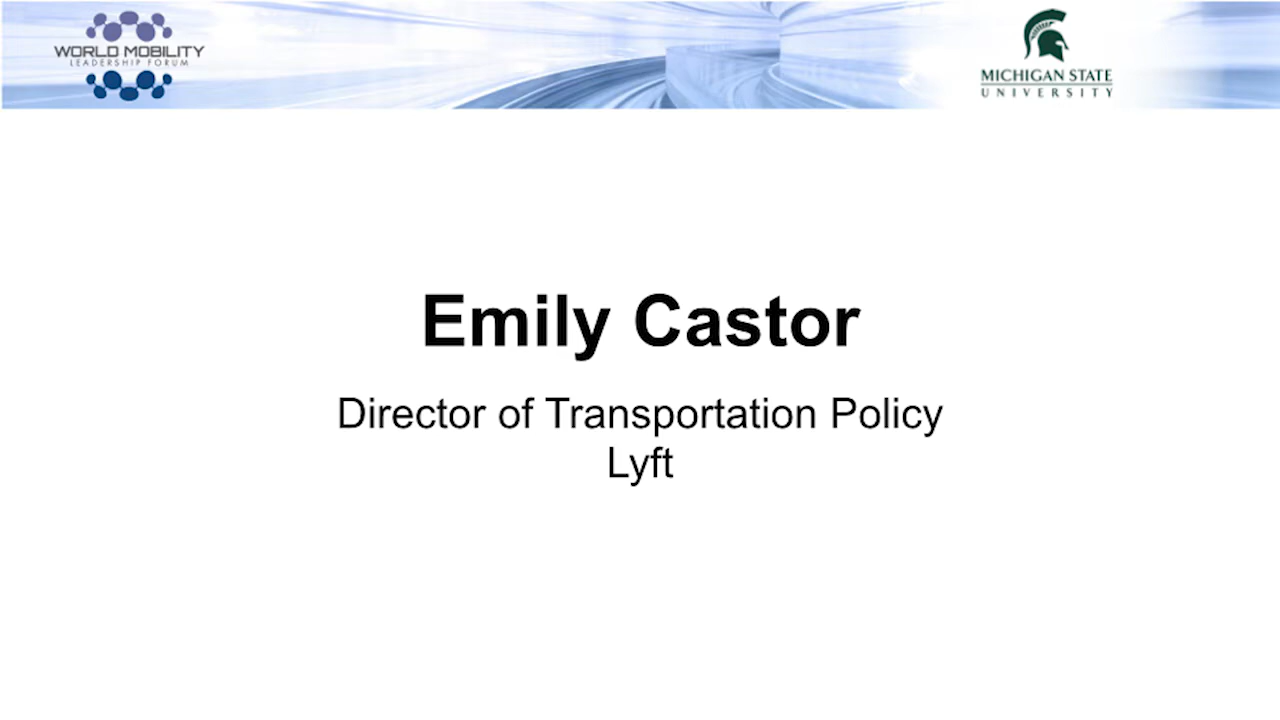 WORLD MOBILITY
LEADERSHIP FORUM
MICHIGAN STATE
UNIVERSITY
Emily Castor
Director of Transportation Policy
Lyft